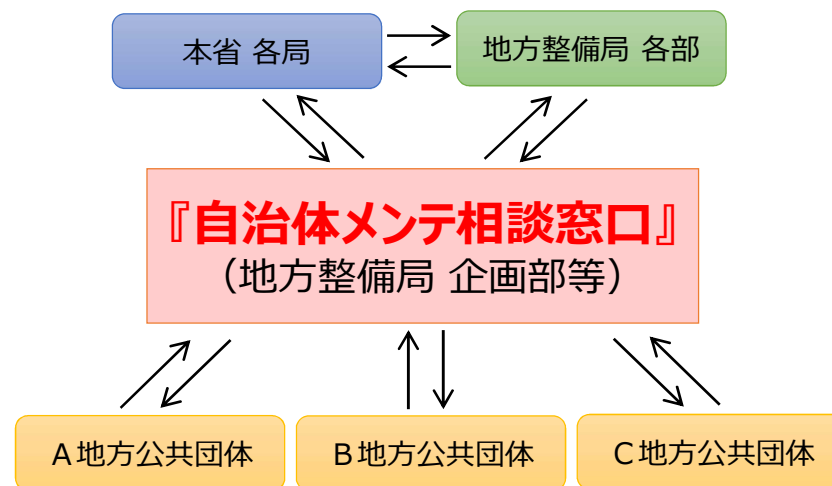 本省 各局
地方整備局 各部
『自治体メンテ相談窓口』
（地方整備局 企画部等）
Ａ地方公共団体
Ｂ地方公共団体
Ｃ地方公共団体